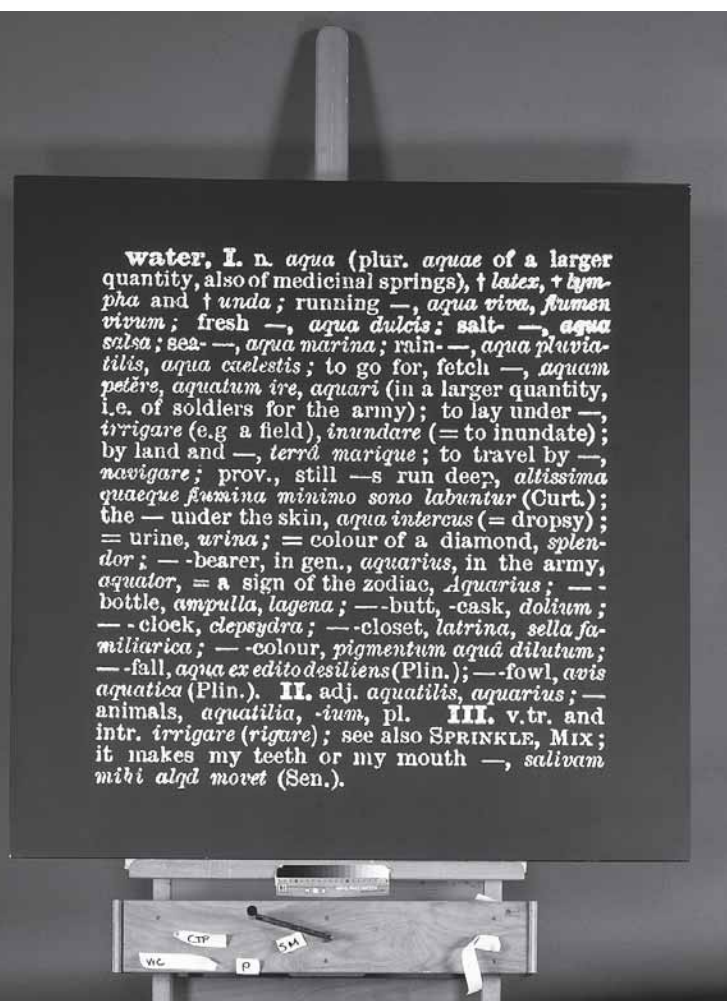 water, I. n. aqua (plur. aquae of a larger
quantity, also of medicinal springs), † latex, † lym-
pha and † unda; running —, aqua viva, flumen
vivum; fresh —, aqua dulcis; salt- —, aqua
salsa; sea- —, aqua marina; rain- —, aqua pluvia-
tilis, aqua caelestis; to go for, fetch —, aquam
petĕre, aquatum ire, aquari (in a larger quantity,
i.e. of soldiers for the army); to lay under —,
irrigare (e.g a field), inundare (= to inundate);
by land and —, terrâ marique; to travel by —,
navigare; prov., still —s run deep, altissima
quaeque flumina minimo sono labuntur (Curt.);
the — under the skin, aqua intercus (= dropsy);
= urine, urina; = colour of a diamond, splen-
dor; — -bearer, in gen., aquarius, in the army,
aquator, = a sign of the zodiac, Aquarius; — -
bottle, ampulla, lagena; — -butt, -cask, dolium;
— -clock, clepsydra; — -closet, latrina, sella fa-
miliarica; — -colour, pigmentum aquâ dilutum;
— -fall, aqua ex edito desiliens (Plin.); — -fowl, avis
aquatica (Plin.). II. adj. aquatilis, aquarius; —
animals, aquatilia, -ium, pl. III. v.tr. and
intr. irrigare (rigare); see also SPRINKLE, MIX;
it makes my teeth or my mouth —, salivam
mihi alqd movet (Sen.).
CTP
SM
VIC
P